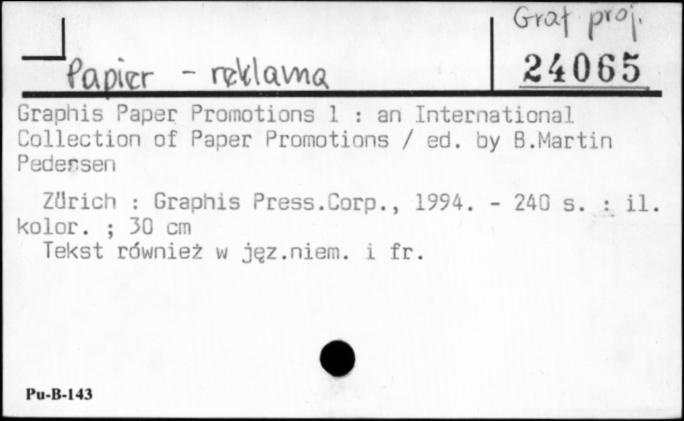 Graf proj.
Papier - reklama
24065
Graphis Paper Promotions 1 : an International
Collection of Paper Promotions / ed. by B.Martin
Pedersen
Zürich : Graphis Press.Corp., 1994. - 240 s. : il.
kolor. ; 30 cm
Tekst również w jęz.niem. i fr.
Pu-B-143